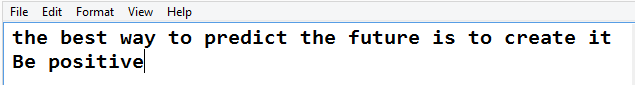 File Edit Format View Help
the best way to predict the future is to create it
Be positive